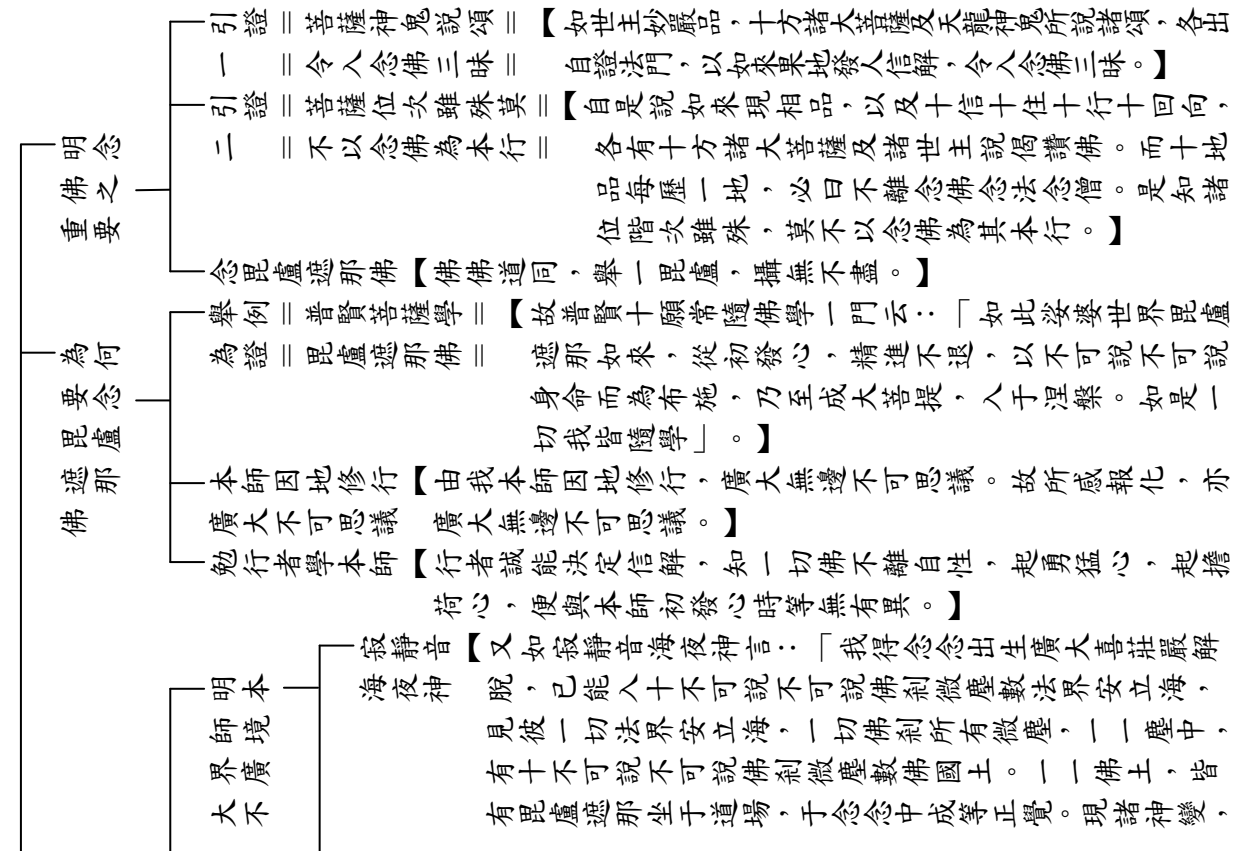 引證＝菩薩神鬼說頌＝【如世主妙嚴品，十方諸大菩薩及天龍神鬼所說諸頌，各出
一　＝令入念佛三昧＝　自證法門，以如來果地發人信解，令入念佛三昧。】
引證＝菩薩位次雖殊莫＝【自是說如來現相品，以及十信十住十行十回向，
二　＝不以念佛為本行＝　各有十方諸大菩薩及諸世主說偈讚佛。而十地
品每歷一地，必曰不離念佛念法念僧。是知諸
位階次雖殊，莫不以念佛為其本行。】
明念
佛之
重要
念毘盧遮那佛【佛佛道同，舉一毘盧，攝無不盡。】
舉例＝普賢菩薩學＝【故普賢十願常隨佛學一門云：「如此娑婆世界毘盧
為證＝毘盧遮那佛＝　遮那如來，從初發心，精進不退，以不可說不可說
身命而為布施，乃至成大菩提，入于涅槃。如是一
切我皆隨學」。】
為何
要念
毘盧
遮那
佛
本師因地修行【由我本師因地修行，廣大無邊不可思議。故所感報化，亦
廣大不可思議　廣大無邊不可思議。】
勉行者學本師【行者誠能決定信解，知一切佛不離自性，起勇猛心，起擔
荷心，便與本師初發心時等無有異。】
明本
師境
界廣
大不
寂靜音【又如寂靜音海夜神言：「我得念念出生廣大喜莊嚴解
海夜神　脫，已能入十不可說不可說佛剎微塵數法界安立海，
見彼一切法界安立海，一切佛剎所有微塵，一一塵中，
有十不可說不可說佛剎微塵數佛國土。一一佛土，皆
有毘盧遮那坐于道場，于念念中成等正覺。現諸神變，